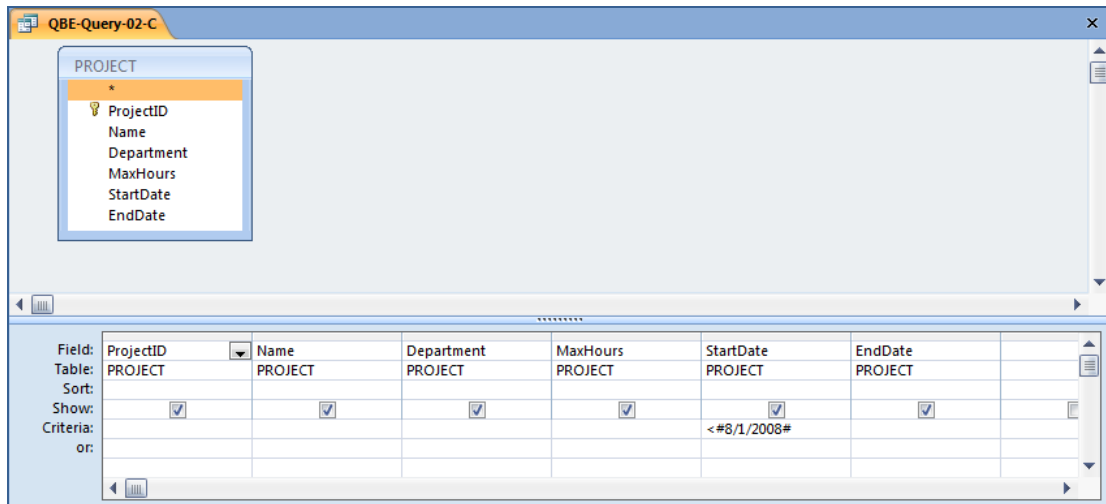 QBE-Query-02-C
PROJECT
*
ProjectID
Name
Department
MaxHours
StartDate
EndDate
Field: ProjectID Name Department MaxHours StartDate EndDate
Table: PROJECT PROJECT PROJECT PROJECT PROJECT PROJECT
Sort:
Show:
Criteria: <#8/1/2008#
or: